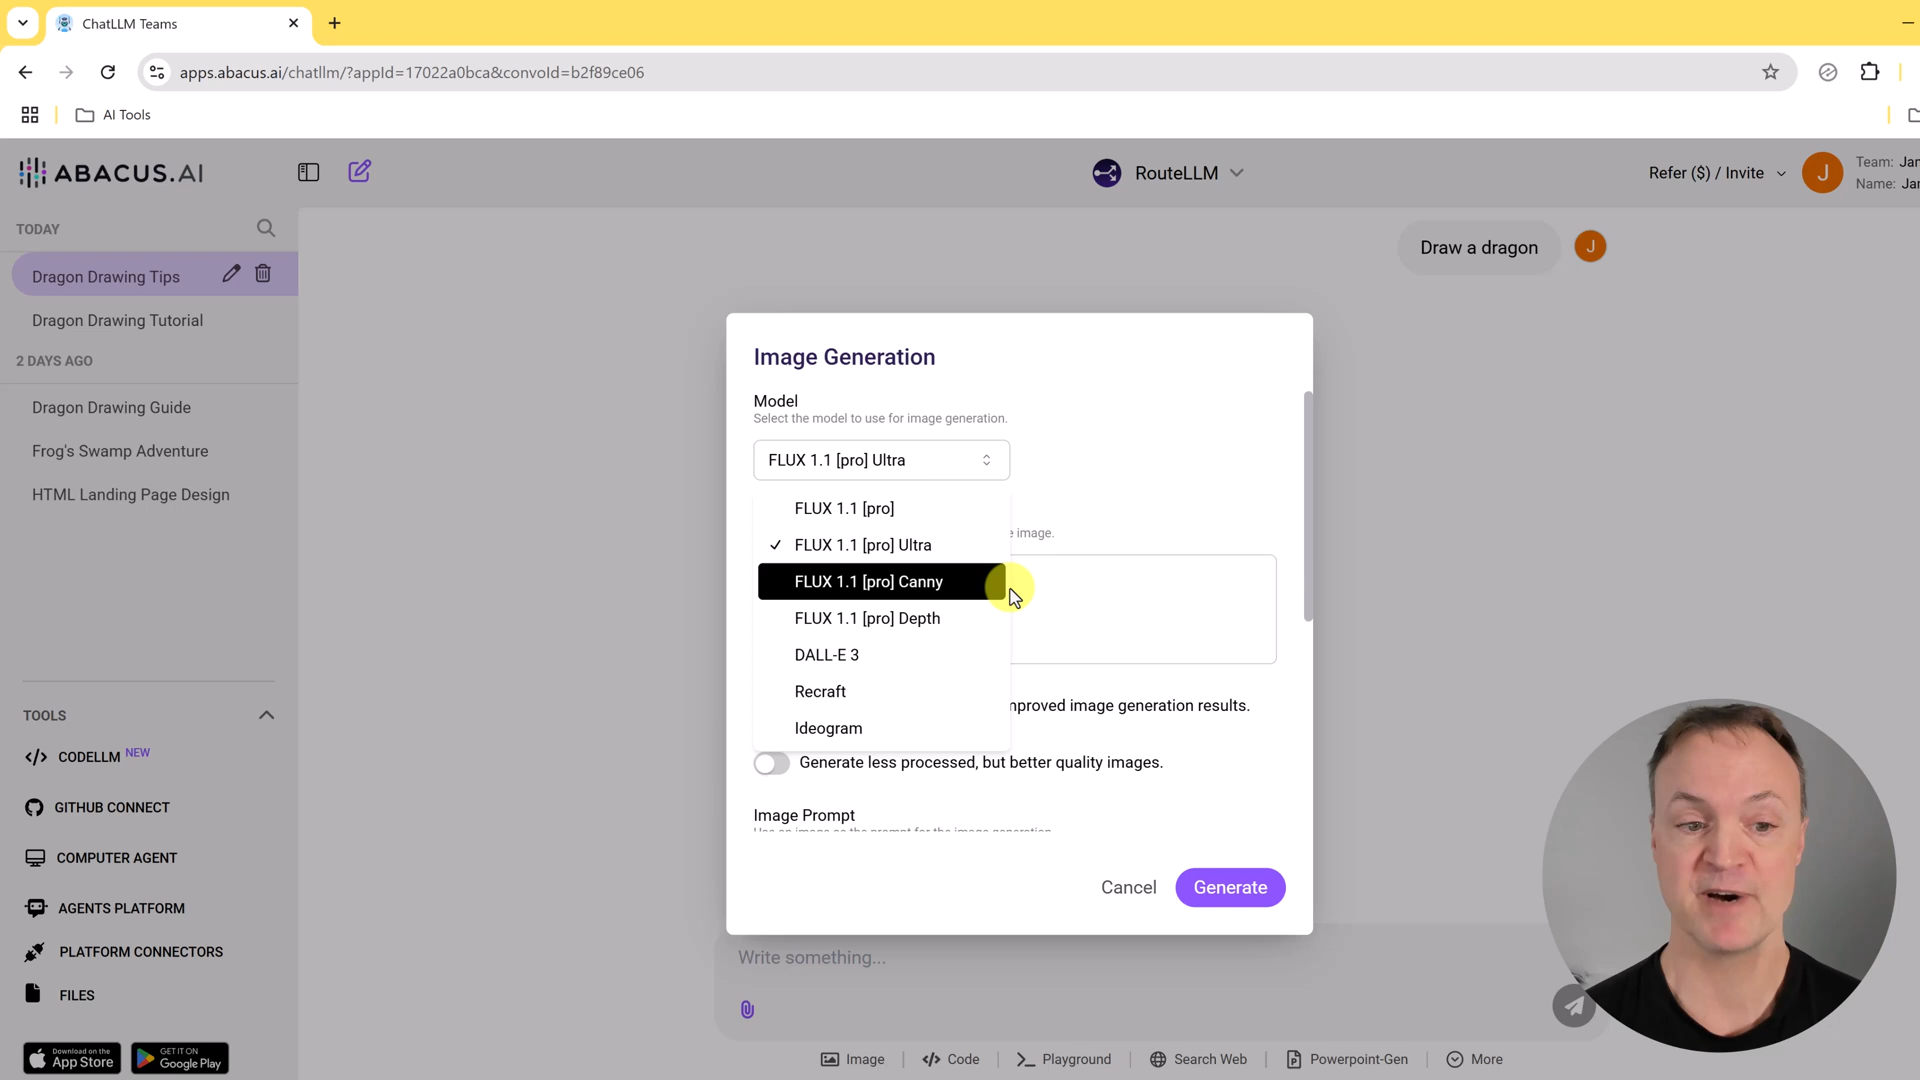 ChatLLM Teams
apps.abacus.ai/chatllm/?appId=17022a0bca&convoId=b2f89ce06
AI Tools
ABACUS.AI
RouteLLM
Refer ($) / Invite
J
Team: Jan
Name: Jan
TODAY
Dragon Drawing Tips
Dragon Drawing Tutorial
2 DAYS AGO
Dragon Drawing Guide
Frog's Swamp Adventure
HTML Landing Page Design
TOOLS
CODELLM NEW
GITHUB CONNECT
COMPUTER AGENT
AGENTS PLATFORM
PLATFORM CONNECTORS
FILES
Download on the
App Store
GET IT ON
Google Play
Draw a dragon
J
Image Generation
Model
Select the model to use for image generation.
FLUX 1.1 [pro] Ultra
FLUX 1.1 [pro]
FLUX 1.1 [pro] Ultra
FLUX 1.1 [pro] Canny
FLUX 1.1 [pro] Depth
DALL-E 3
Recraft
Ideogram
image.
image generation results.
Generate less processed, but better quality images.
Image Prompt
Use an image as the prompt for the image generation
Cancel
Generate
Write something...
Image
Code
Playground
Search Web
Powerpoint-Gen
More